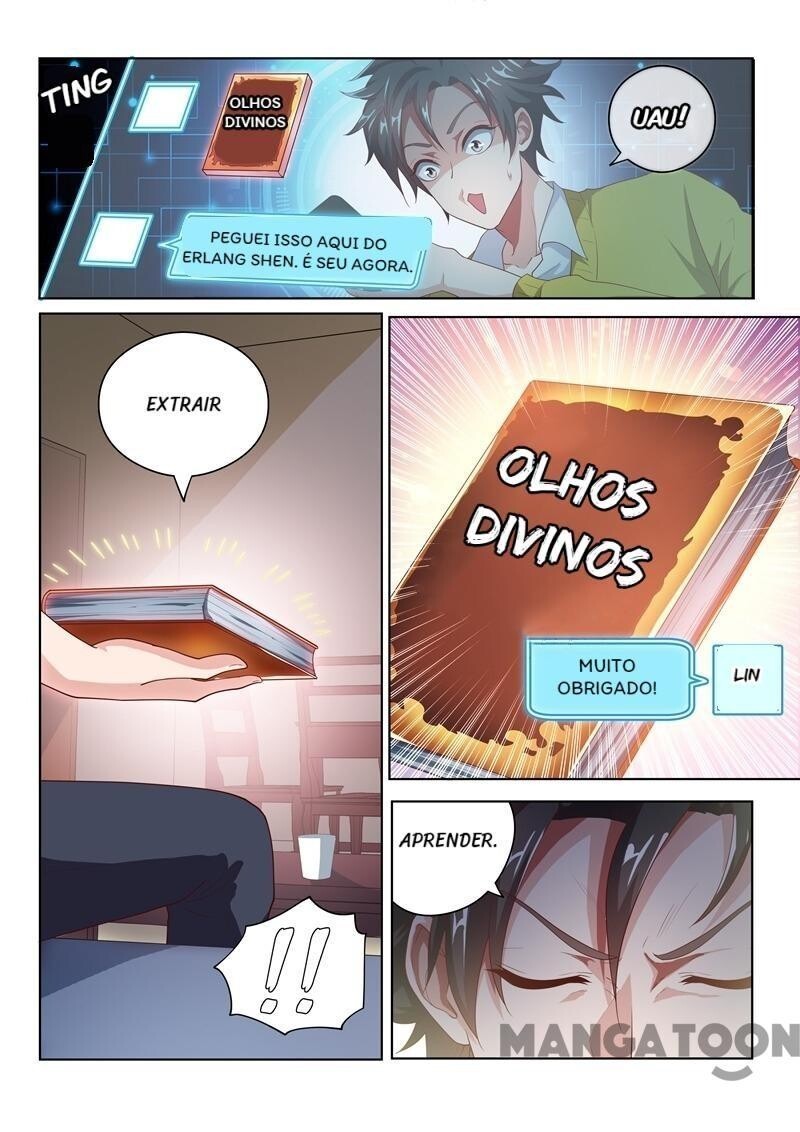 TING
OLHOS
DIVINOS
UAU!
PEGUEI ISSO AQUI DO
ERLANG SHEN. É SEU AGORA.
EXTRAIR
!!
OLHOS
DIVINOS
MUITO
OBRIGADO!
LIN
APRENDER.
MANGATOON